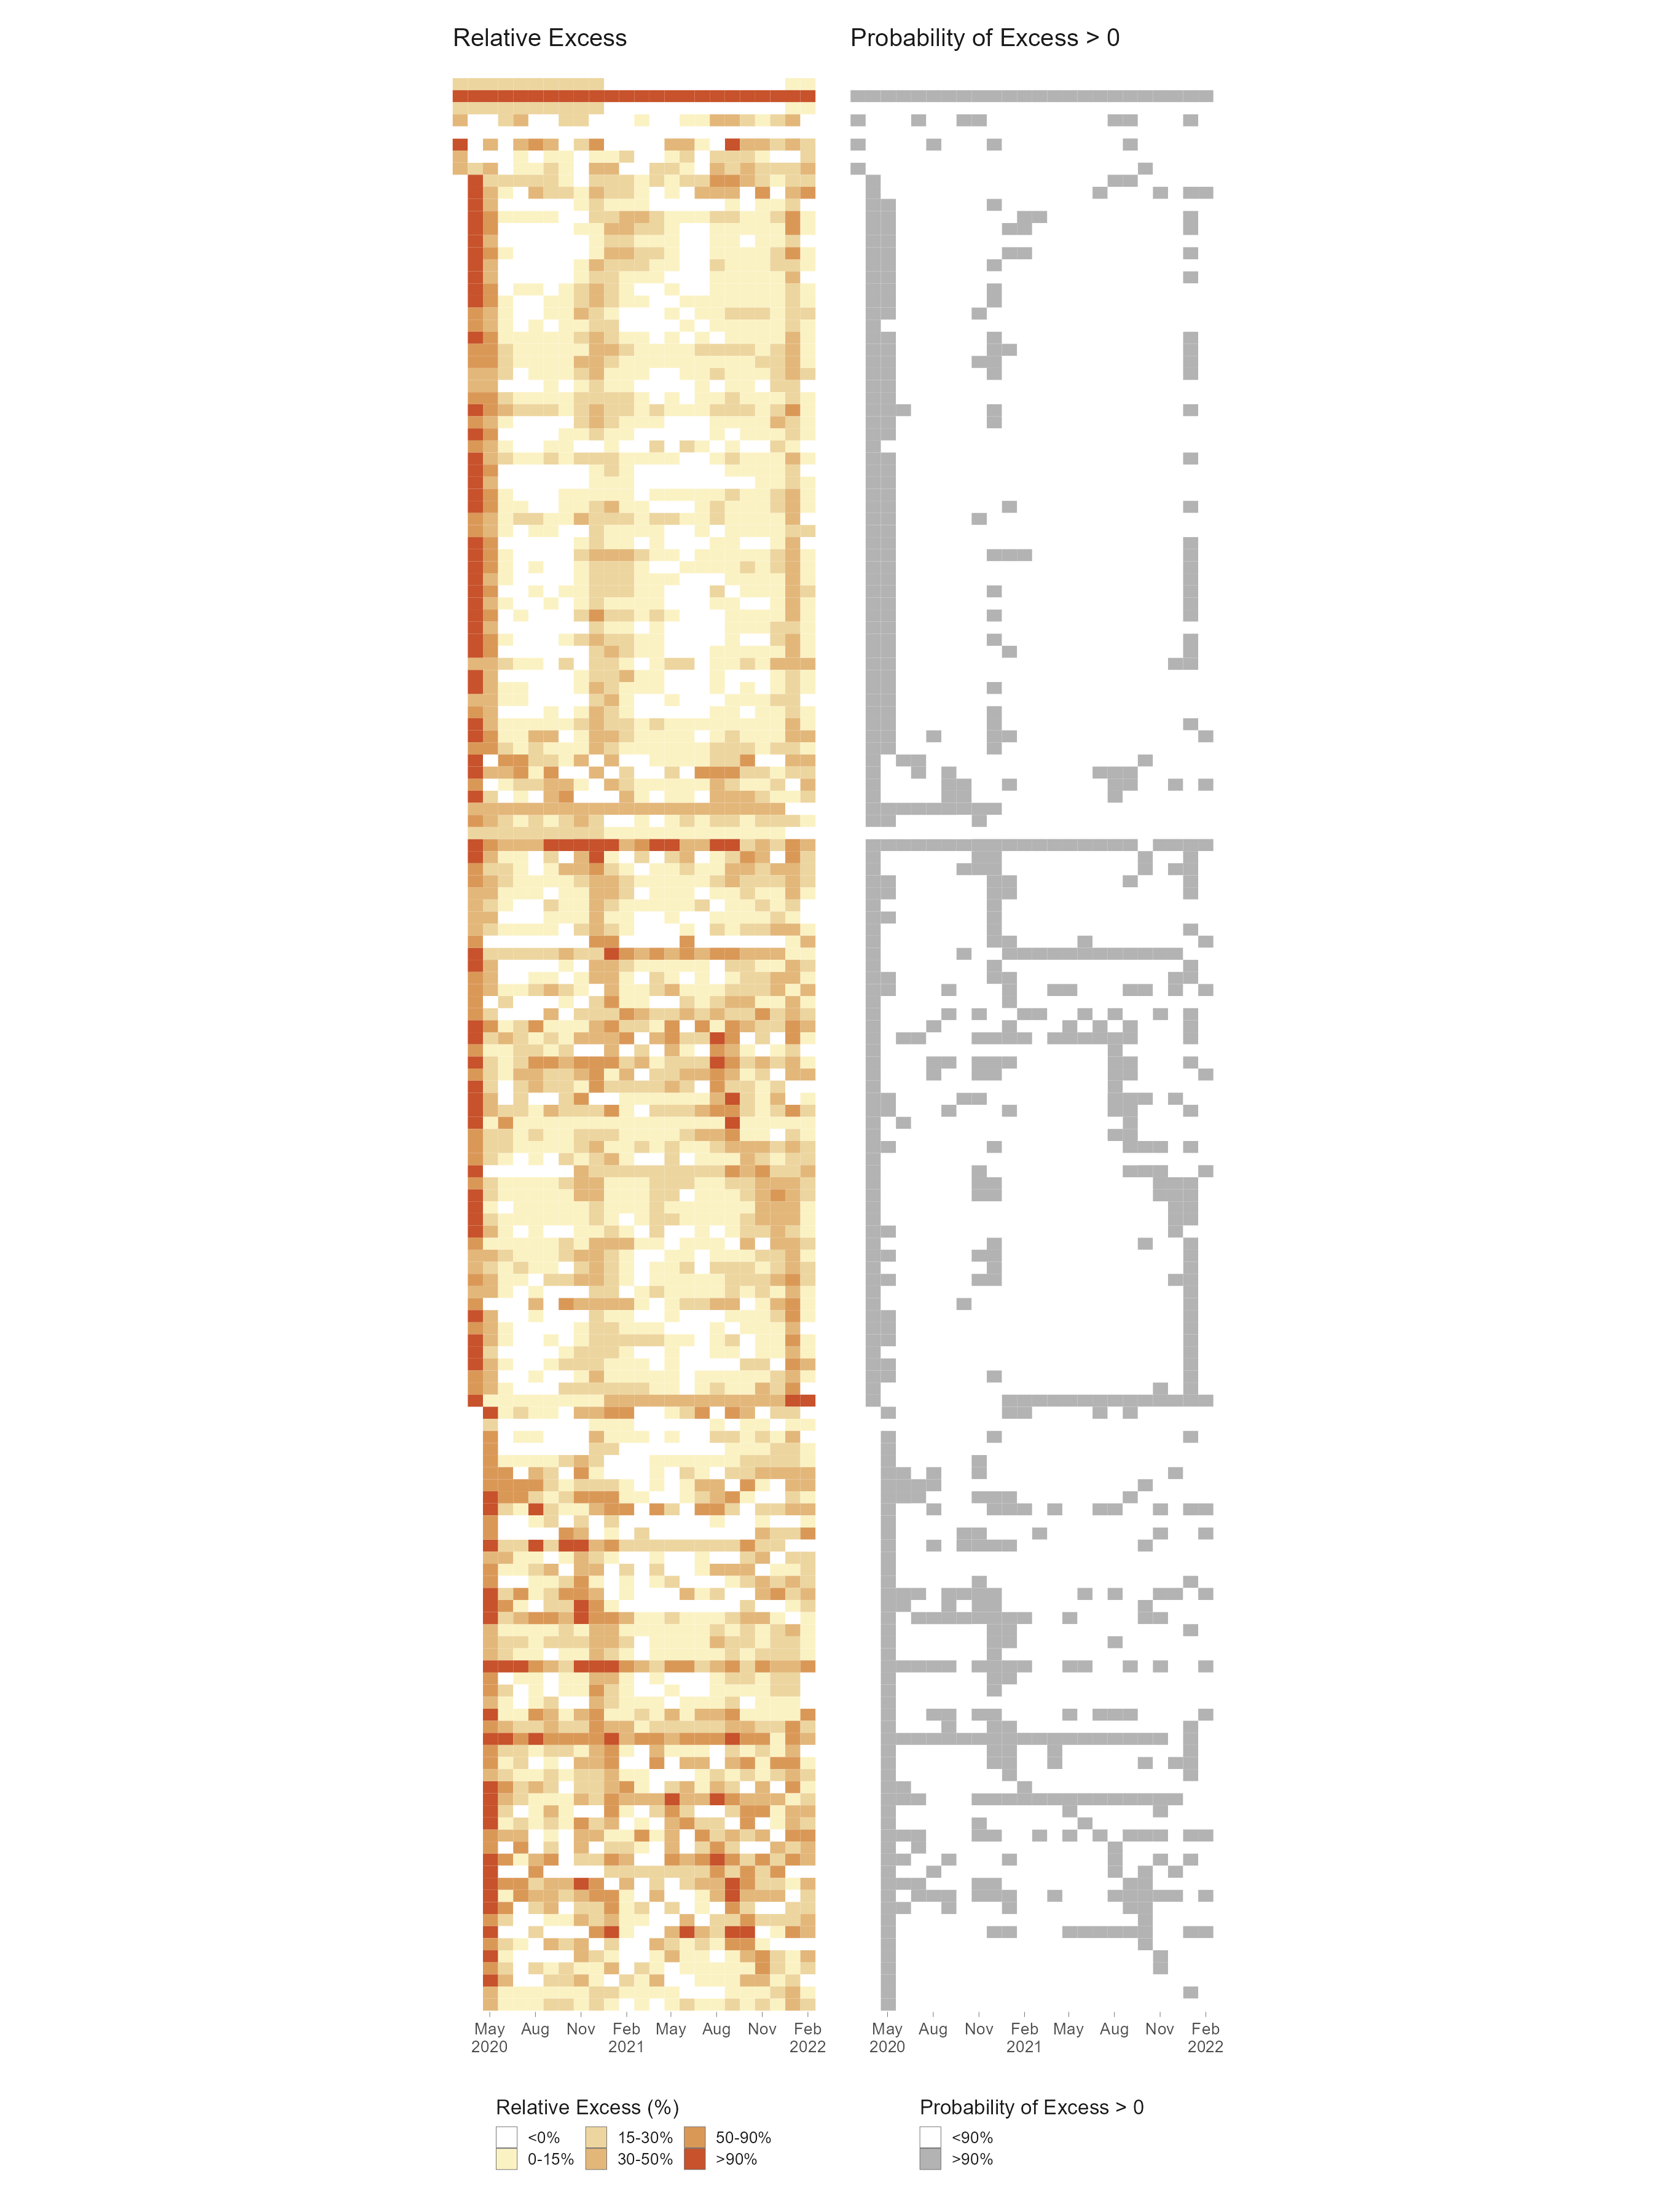 Relative Excess
Probability of Excess > 0
May Aug Nov Feb May Aug Nov Feb
2020 2021 2022
May Aug Nov Feb May Aug Nov Feb
2020 2021 2022
Relative Excess (%)
<0% 15-30% 50-90%
0-15% 30-50% >90%
Probability of Excess > 0
<90%
>90%